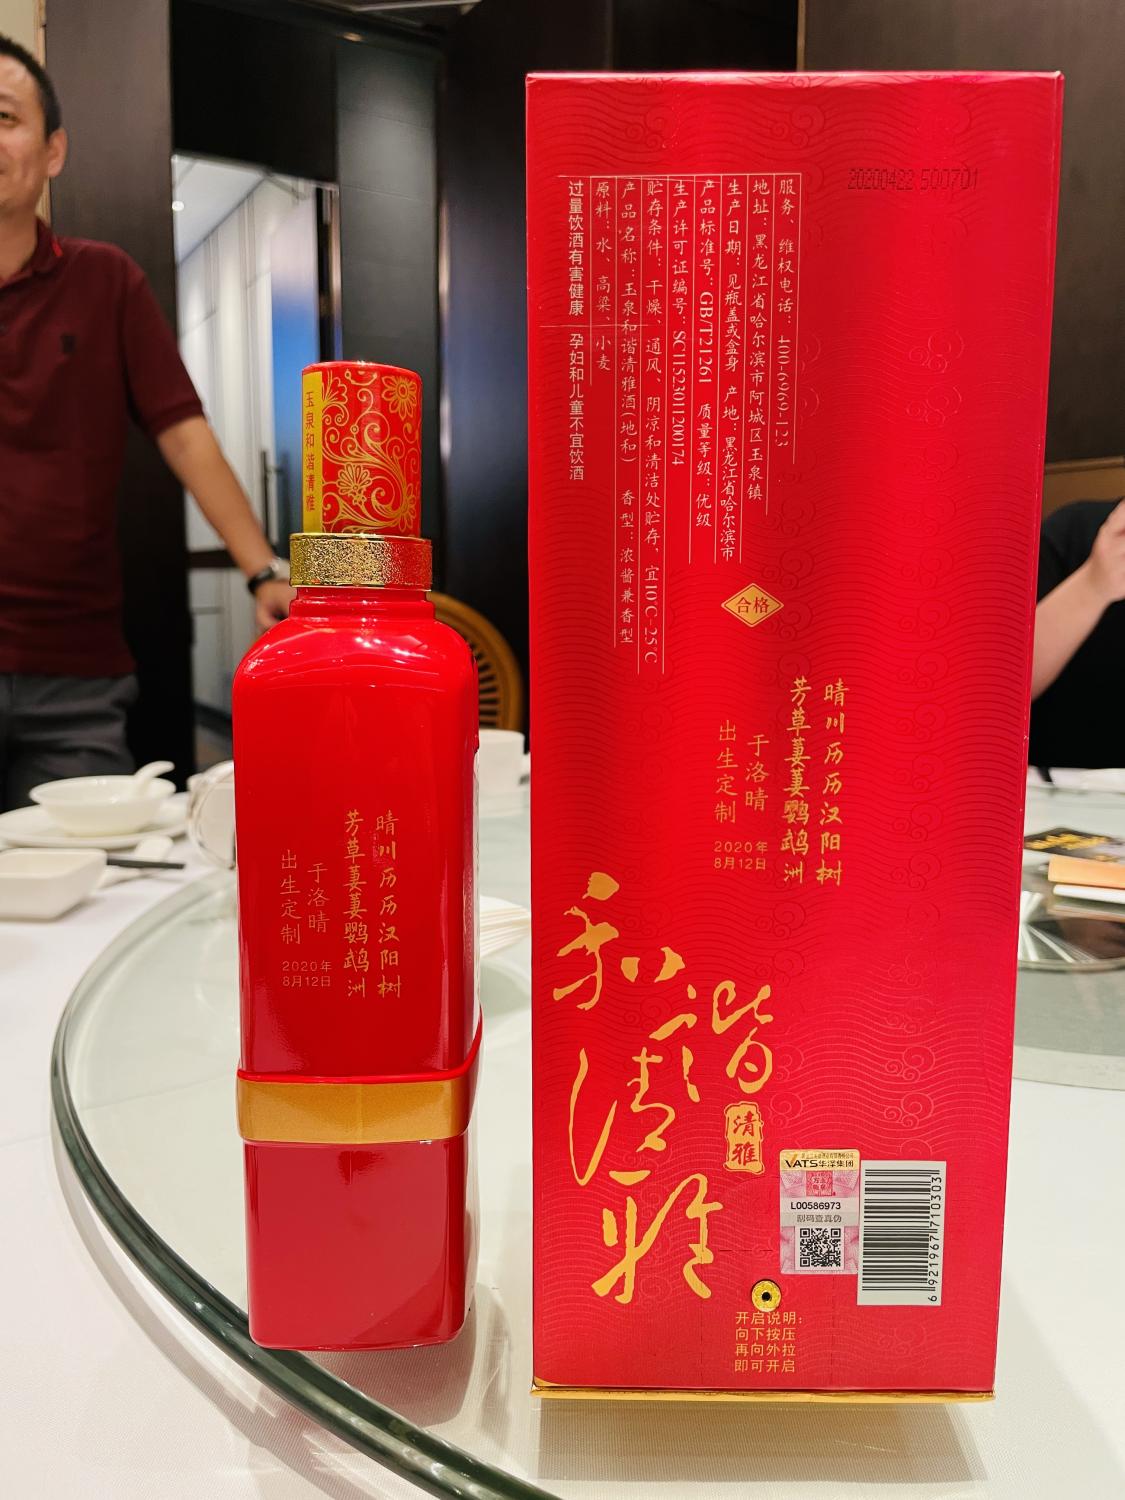 玉泉和谐清雅
晴川历历汉阳树
芳草萋萋鹦鹉洲
于洛晴
出生定制
2020年
8月12日
20200422 500701
服务、维权电话：400-6969-123
地址：黑龙江省哈尔滨市阿城区玉泉镇
生产日期：见瓶盖或盒身 产地：黑龙江省哈尔滨市
产品标准号：GB/T21261 质量等级：优级
生产许可证编号：SC11523011200174
贮存条件：干燥、通风、阴凉和清洁处贮存，宜10℃-25℃
产品名称：玉泉和谐清雅酒(地和) 香型：浓酱兼香型
原料：水、高粱、小麦
过量饮酒有害健康 孕妇和儿童不宜饮酒
合格
晴川历历汉阳树
芳草萋萋鹦鹉洲
于洛晴
出生定制
2020年
8月12日
和谐
清雅
清雅
VATS华泽集团
L00586973
刮码查真伪
6921967710303
开启说明：
向下按压
再向外拉
即可开启